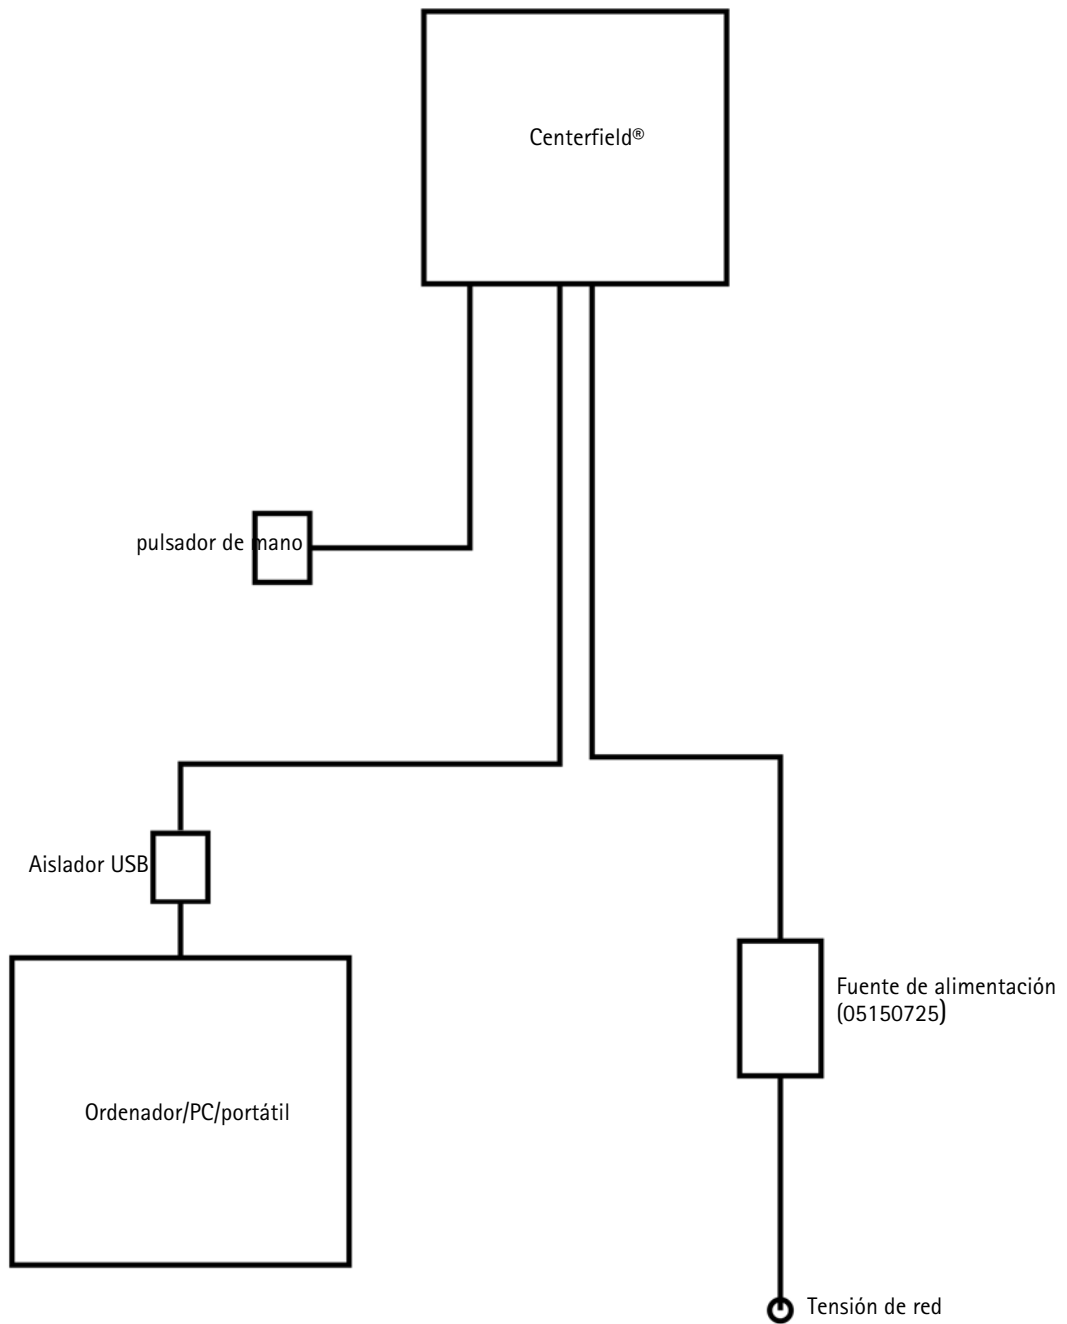 Centerfield®
pulsador de mano
Aislador USB
Fuente de alimentación
(05150725)
Ordenador/PC/portátil
Tensión de red